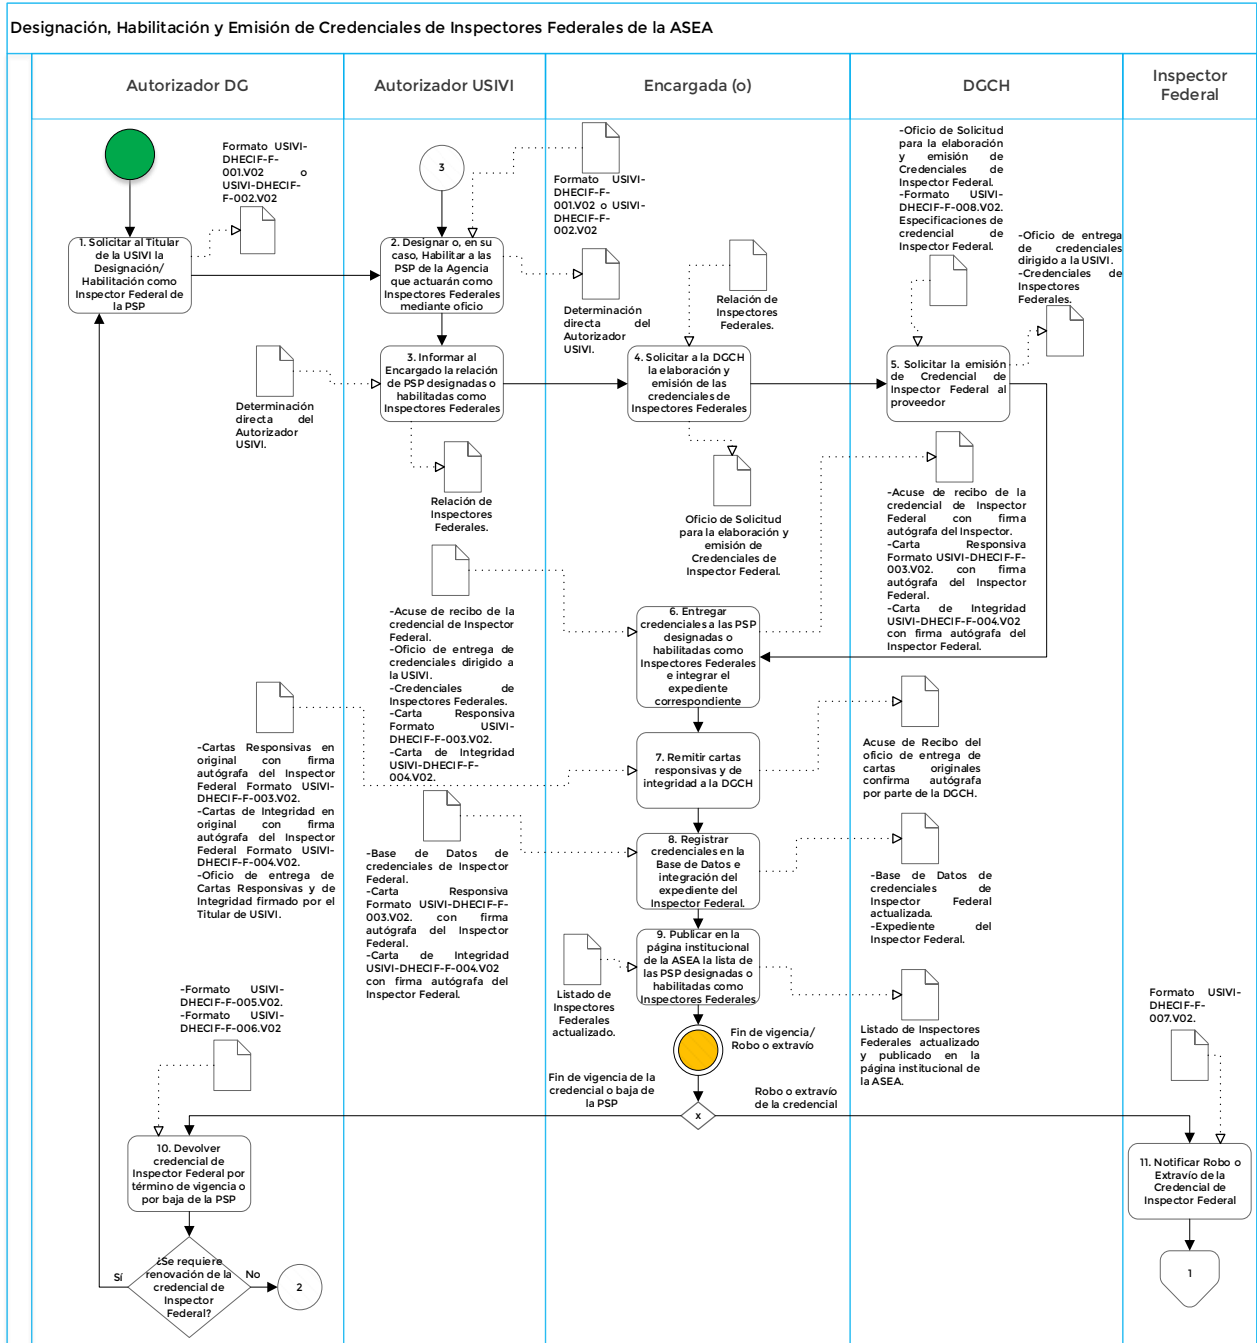 Designación, Habilitación y Emisión de Credenciales de Inspectores Federales de la ASEA
Autorizador DG
Autorizador USIVI
Encargada (o)
DGCH
Inspector
Federal
Formato USIVI-
DHECIF-F-
001.V02 o
USIVI-DHECIF-
F-002.V02
1. Solicitar al Titular
de la USIVI la
Designación/
Habilitación como
Inspector Federal de
la PSP
3
2. Designar o, en su
caso, Habilitar a las
PSP de la Agencia
que actuarán como
Inspectores Federales
mediante oficio
Formato USIVI-
DHECIF-F-
001.V02 o USIVI-
DHECIF-F-
002.V02
Determinación
directa del
Autorizador
USIVI.
Relación de
Inspectores
Federales.
-Oficio de Solicitud
para la elaboración
y emisión de
Credenciales de
Inspector Federal.
-Formato USIVI-
DHECIF-F-008.V02.
Especificaciones de
credencial de
Inspector Federal.
-Oficio de entrega
de credenciales
dirigido a la USIVI.
-Credenciales de
Inspectores
Federales.
Determinación
directa del
Autorizador
USIVI.
3. Informar al
Encargado la relación
de PSP designadas o
habilitadas como
Inspectores Federales
4. Solicitar a la DGCH
la elaboración y
emisión de las
credenciales de
Inspectores Federales
5. Solicitar la emisión
de Credencial de
Inspector Federal al
proveedor
Relación de
Inspectores
Federales.
Oficio de Solicitud
para la elaboración y
emisión de
Credenciales de
Inspector Federal.
-Acuse de recibo de la
credencial de Inspector
Federal con firma
autógrafa del Inspector.
-Carta Responsiva
Formato USIVI-DHECIF-F-
003.V02. con firma
autógrafa del Inspector
Federal.
-Carta de Integridad
USIVI-DHECIF-F-004.V02
con firma autógrafa del
Inspector Federal.
-Acuse de recibo de la
credencial de Inspector
Federal.
-Oficio de entrega de
credenciales dirigido a
la USIVI.
-Credenciales de
Inspectores Federales.
-Carta Responsiva
Formato USIVI-
DHECIF-F-003.V02.
-Carta de Integridad
USIVI-DHECIF-F-
004.V02.
6. Entregar
credenciales a las PSP
designadas o
habilitadas como
Inspectores Federales
e integrar el
expediente
correspondiente
-Cartas Responsivas en
original con firma
autógrafa del Inspector
Federal Formato USIVI-
DHECIF-F-003.V02.
-Cartas de Integridad en
original con firma
autógrafa del Inspector
Federal Formato USIVI-
DHECIF-F-004.V02.
-Oficio de entrega de
Cartas Responsivas y de
Integridad firmado por el
Titular de USIVI.
7. Remitir cartas
responsivas y de
integridad a la DGCH
Acuse de Recibo del
oficio de entrega de
cartas originales
confirma autógrafa
por parte de la DGCH.
-Base de Datos de
credenciales de Inspector
Federal.
-Carta Responsiva
Formato USIVI-DHECIF-F-
003.V02. con firma
autógrafa del Inspector
Federal.
-Carta de Integridad
USIVI-DHECIF-F-004.V02
con firma autógrafa del
Inspector Federal.
8. Registrar
credenciales en la
Base de Datos e
integración del
expediente del
Inspector Federal.
-Base de Datos de
credenciales de
Inspector Federal
actualizada.
-Expediente del
Inspector Federal.
9. Publicar en la
página institucional
de la ASEA la lista de
las PSP designadas o
habilitadas como
Inspectores Federales
Listado de
Inspectores
Federales
actualizado.
Listado de Inspectores
Federales actualizado
y publicado en la
página institucional de
la ASEA.
Fin de vigencia/
Robo o extravío
Fin de vigencia de la
credencial o baja de
la PSP
Robo o extravío
de la credencial
x
-Formato USIVI-
DHECIF-F-005.V02.
-Formato USIVI-
DHECIF-F-006.V02
Formato USIVI-
DHECIF-F-
007.V02.
10. Devolver
credencial de
Inspector Federal por
término de vigencia o
por baja de la PSP
11. Notificar Robo o
Extravío de la
Credencial de
Inspector Federal
¿Se requiere
renovación de la
credencial de
Inspector
Federal?
Sí
No
2
1